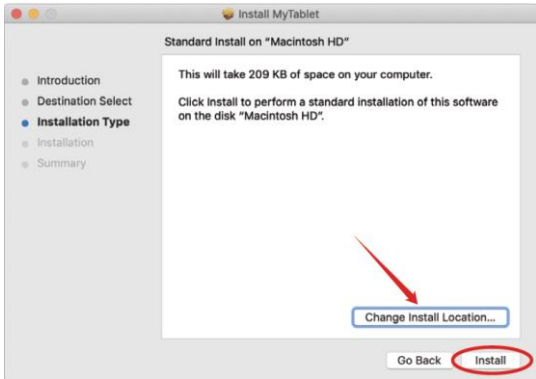 Install MyTablet
Standard Install on "Macintosh HD"
Introduction
Destination Select
Installation Type
Installation
Summary
This will take 209 KB of space on your computer.
Click Install to perform a standard installation of this software
on the disk "Macintosh HD".
Change Install Location...
Go Back
Install